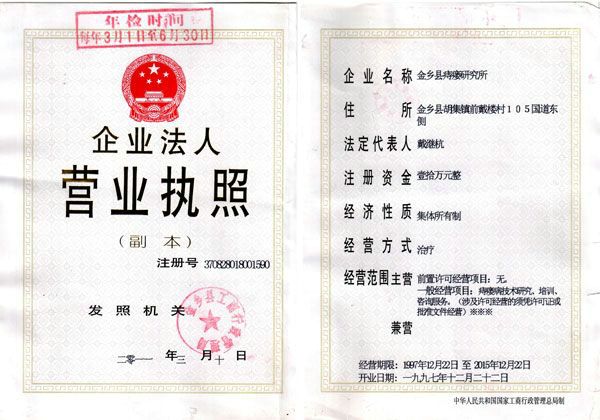 年检时间
每年3月1日至6月30日
企业法人
营业执照
(副本)
注册号 370828018001590
发照机关
金乡县工商行政管理局
二〇一一 年 三 月 十 日
企业名称 金乡县痔瘘研究所
住所 金乡县胡集镇前戴楼村105国道东
侧
法定代表人 戴继杭
注册资金 壹拾万元整
经济性质 集体所有制
经营方式 治疗
经营范围主营 前置许可经营项目:无。
一般经营项目:痔瘘病技术研究、培训、
咨询服务。(涉及许可经营的须凭许可证或
批准文件经营)※※※
兼营
经营期限:1997年12月22日 至 2015年12月22日
开业日期:一九九七年十二月二十二日
中华人民共和国国家工商行政管理总局制